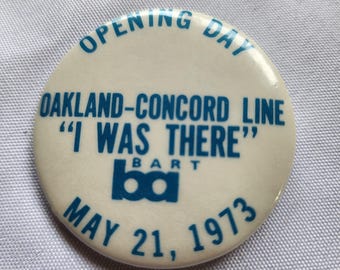 OPENING DAY
OAKLAND-CONCORD LINE
"I WAS THERE"
BART
ba
MAY 21, 1973